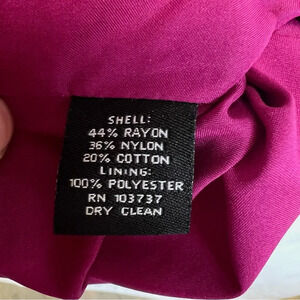 SHELL:
44% RAYON
36% NYLON
20% COTTON
LINING:
100% POLYESTER
RN 103737
DRY CLEAN